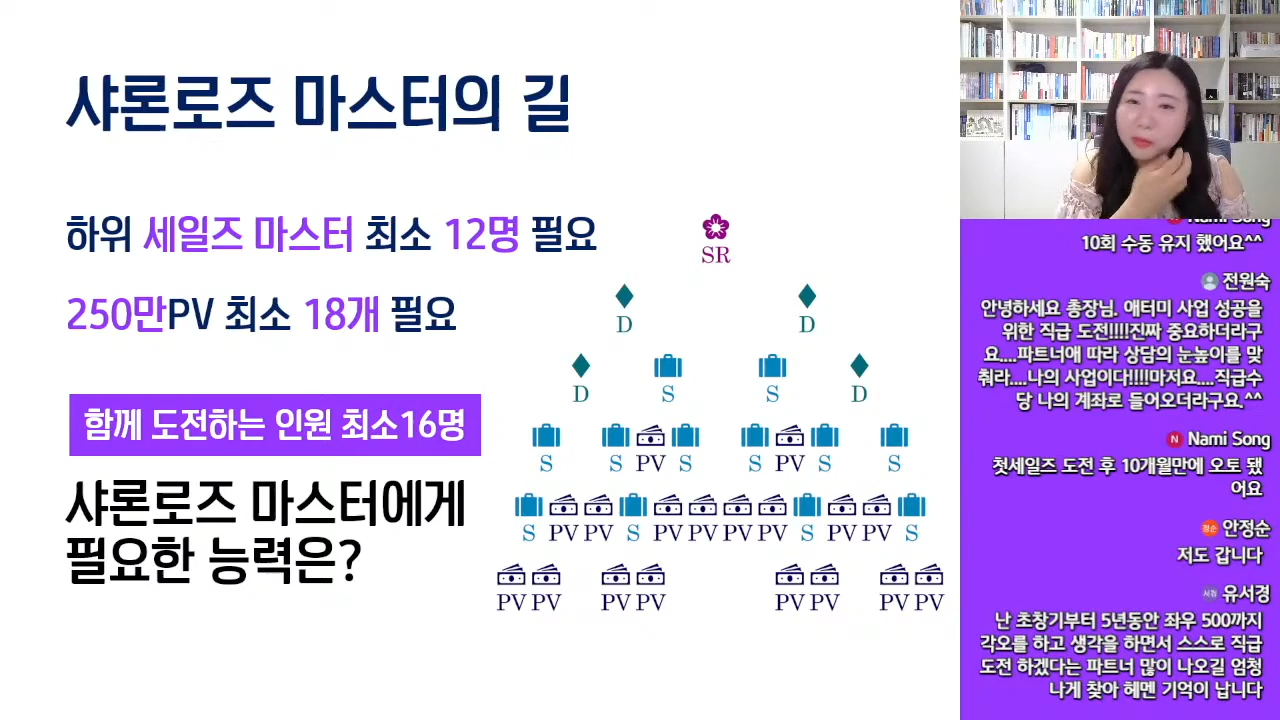 샤론로즈 마스터의 길
하위 세일즈 마스터 최소 12명 필요
250만PV 최소 18개 필요
함께 도전하는 인원 최소16명
샤론로즈 마스터에게
필요한 능력은?
SR
D D
D S S D
S S PV S S PV S S
S PV PV S PV PV PV PV S PV PV S
PV PV PV PV PV PV PV PV
Nami Song
10회 수동 유지 했어요^^
전원숙
안녕하세요 총장님. 애터미 사업 성공을
위한 직급 도전!!!!진짜 중요하더라구
요....파트너애 따라 상담의 눈높이를 맞
춰라....나의 사업이다!!!!마저요....직급수
당 나의 계좌로 들어오더라구요.^^
N Nami Song
첫세일즈 도전 후 10개월만에 오토 됐
어요
정순 안정순
저도 갑니다
서경 유서경
난 초창기부터 5년동안 좌우 500까지
각오를 하고 생각을 하면서 스스로 직급
도전 하겠다는 파트너 많이 나오길 엄청
나게 찾아 헤멘 기억이 납니다